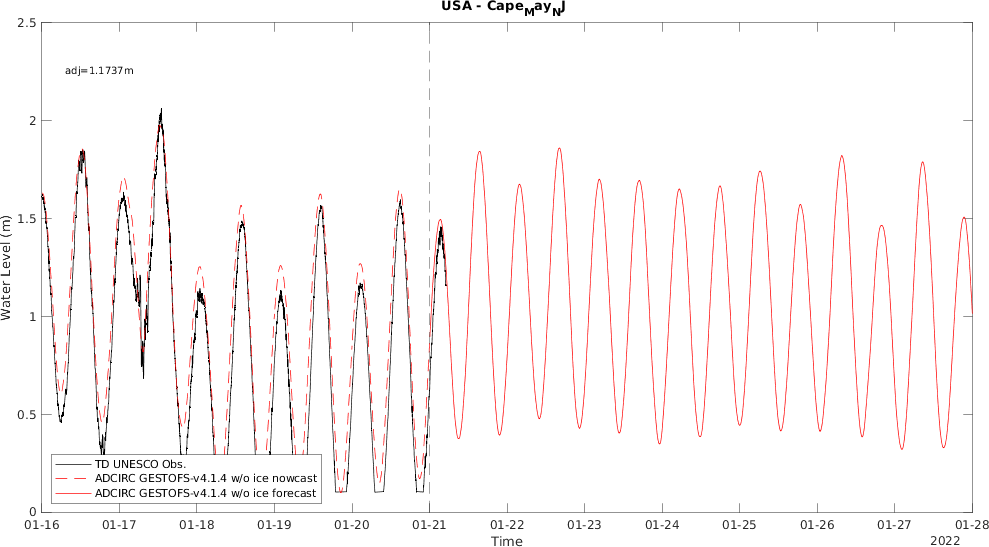 USA - Cape_May_NJ
2.5
adj=1.1737m
2
1.5
Water Level (m)
1
0.5
TD UNESCO Obs.
ADCIRC GESTOFS-v4.1.4 w/o ice nowcast
ADCIRC GESTOFS-v4.1.4 w/o ice forecast
0
01-16 01-17 01-18 01-19 01-20 01-21 01-22 01-23 01-24 01-25 01-26 01-27 01-28
Time
2022